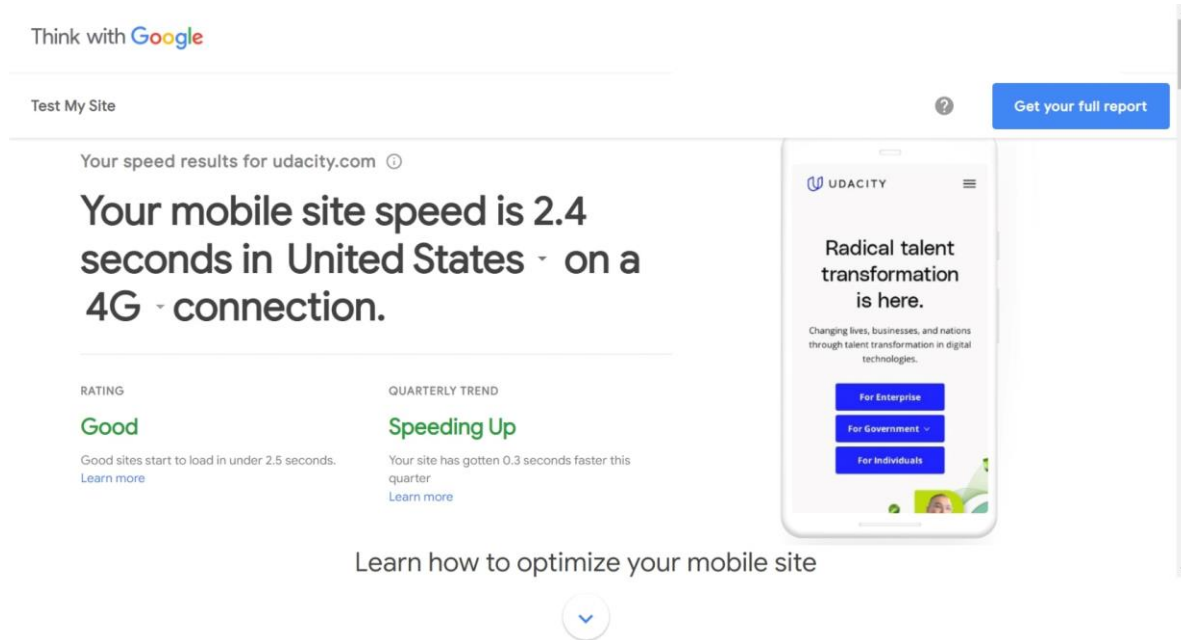 Think with Google
Test My Site
Get your full report
Your speed results for udacity.com
Your mobile site speed is 2.4
seconds in United States on a
4G connection.
RATING
Good
Good sites start to load in under 2.5 seconds.
Learn more
QUARTERLY TREND
Speeding Up
Your site has gotten 0.3 seconds faster this
quarter
Learn more
UDACITY
Radical talent
transformation
is here.
Changing lives, businesses, and nations
through talent transformation in digital
technologies.
For Enterprise
For Government
For Individuals
Learn how to optimize your mobile site